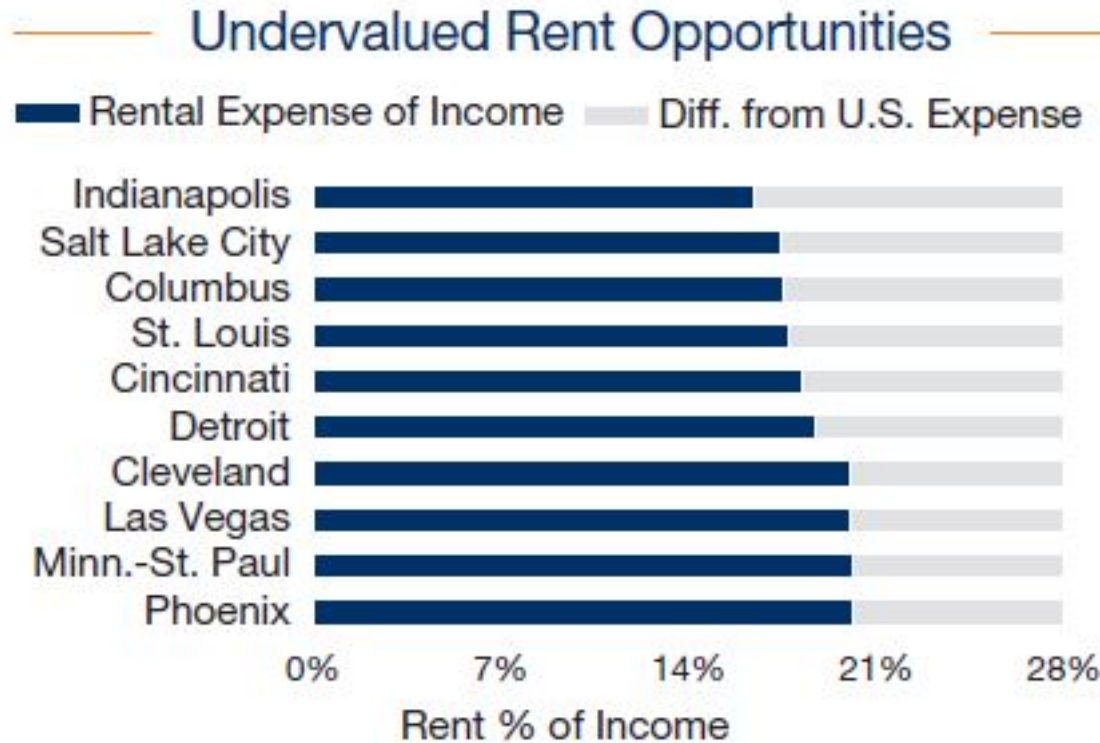 Undervalued Rent Opportunities
Rental Expense of Income Diff. from U.S. Expense
Indianapolis
Salt Lake City
Columbus
St. Louis
Cincinnati
Detroit
Cleveland
Las Vegas
Minn.-St. Paul
Phoenix
0% 7% 14% 21% 28%
Rent % of Income